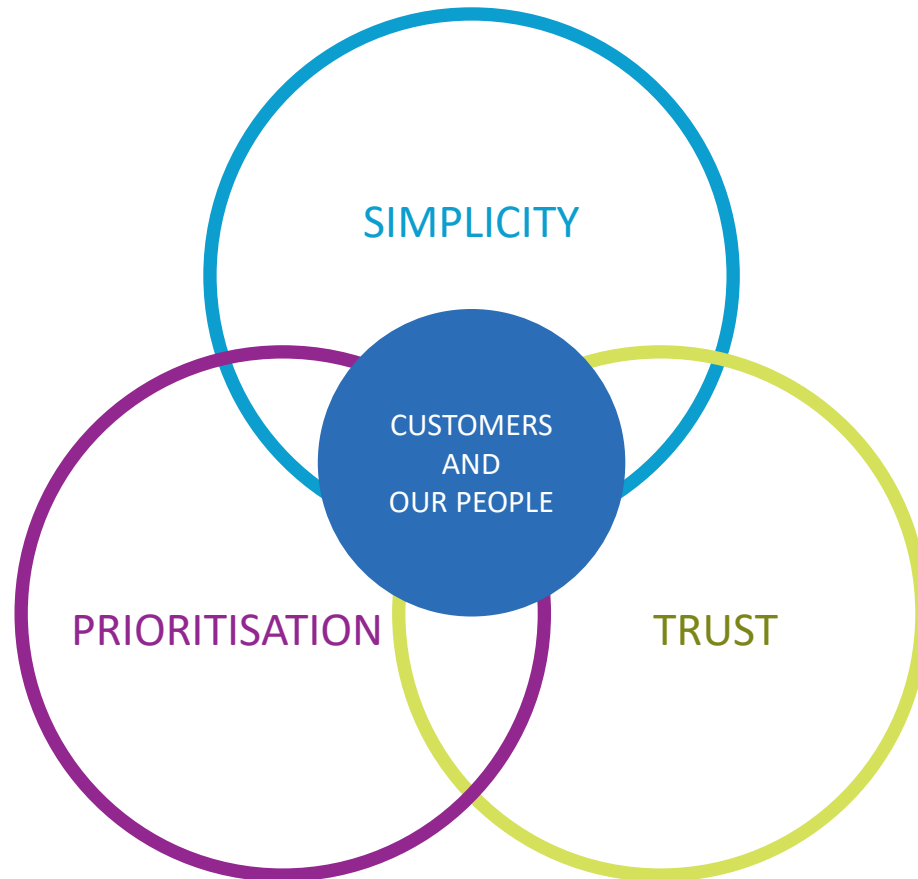 SIMPLICITY
CUSTOMERS
AND
OUR PEOPLE
PRIORITISATION
TRUST